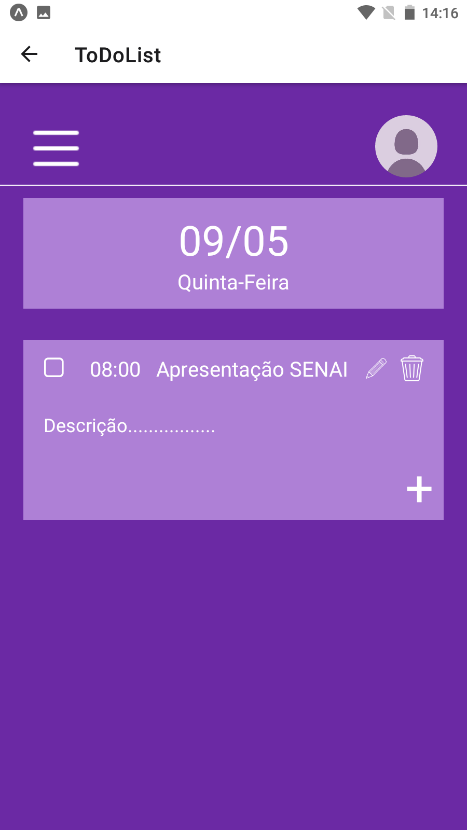 14:16
ToDoList
09/05
Quinta-Feira
08:00 Apresentação SENAI
Descrição.................
+